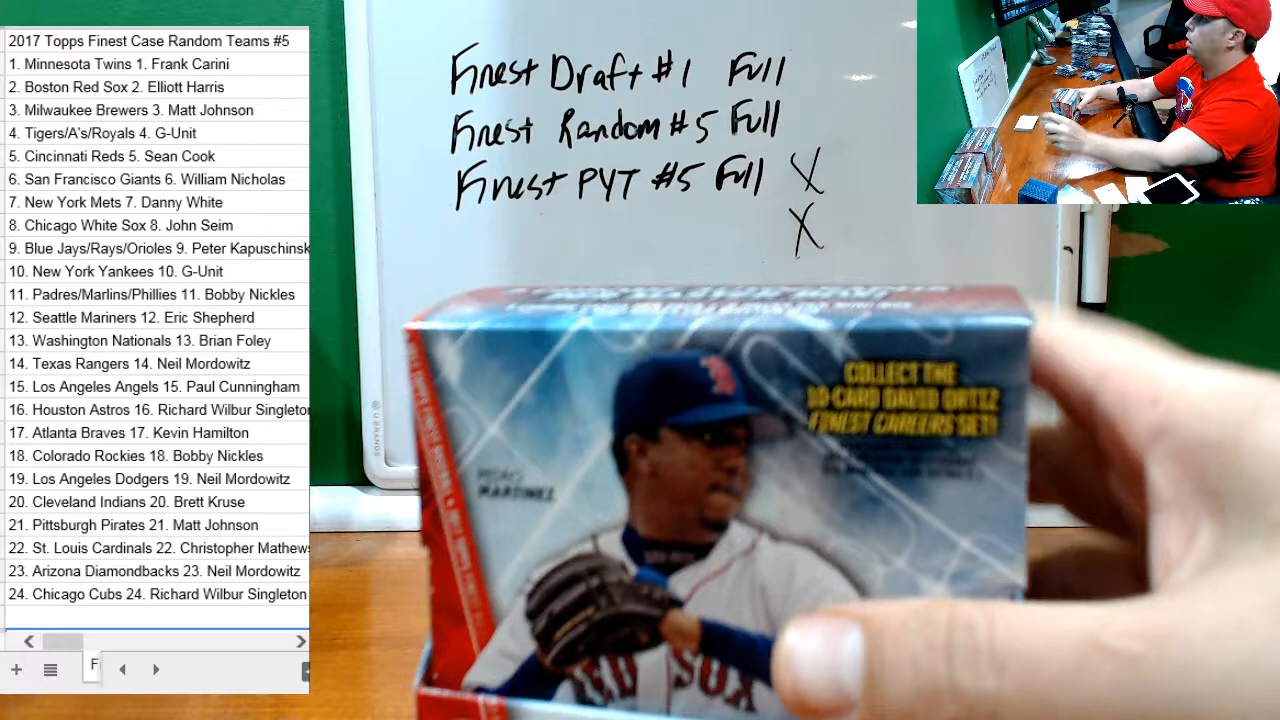 2017 Topps Finest Case Random Teams #5
1. Minnesota Twins 1. Frank Carini
2. Boston Red Sox 2. Elliott Harris
3. Milwaukee Brewers 3. Matt Johnson
4. Tigers/A's/Royals 4. G-Unit
5. Cincinnati Reds 5. Sean Cook
6. San Francisco Giants 6. William Nicholas
7. New York Mets 7. Danny White
8. Chicago White Sox 8. John Seim
9. Blue Jays/Rays/Orioles 9. Peter Kapuschinsk
10. New York Yankees 10. G-Unit
11. Padres/Marlins/Phillies 11. Bobby Nickles
12. Seattle Mariners 12. Eric Shepherd
13. Washington Nationals 13. Brian Foley
14. Texas Rangers 14. Neil Mordowitz
15. Los Angeles Angels 15. Paul Cunningham
16. Houston Astros 16. Richard Wilbur Singleton
17. Atlanta Braves 17. Kevin Hamilton
18. Colorado Rockies 18. Bobby Nickles
19. Los Angeles Dodgers 19. Neil Mordowitz
20. Cleveland Indians 20. Brett Kruse
21. Pittsburgh Pirates 21. Matt Johnson
22. St. Louis Cardinals 22. Christopher Mathews
23. Arizona Diamondbacks 23. Neil Mordowitz
24. Chicago Cubs 24. Richard Wilbur Singleton
F
Finest Draft #1 Full
Finest Random #5 Full
Finest PYT #5 Full X
X
COLLECT THE
10-CARD DAVID ORTIZ
FINEST CAREERS SET!
PEDRO
MARTINEZ
RED SOX